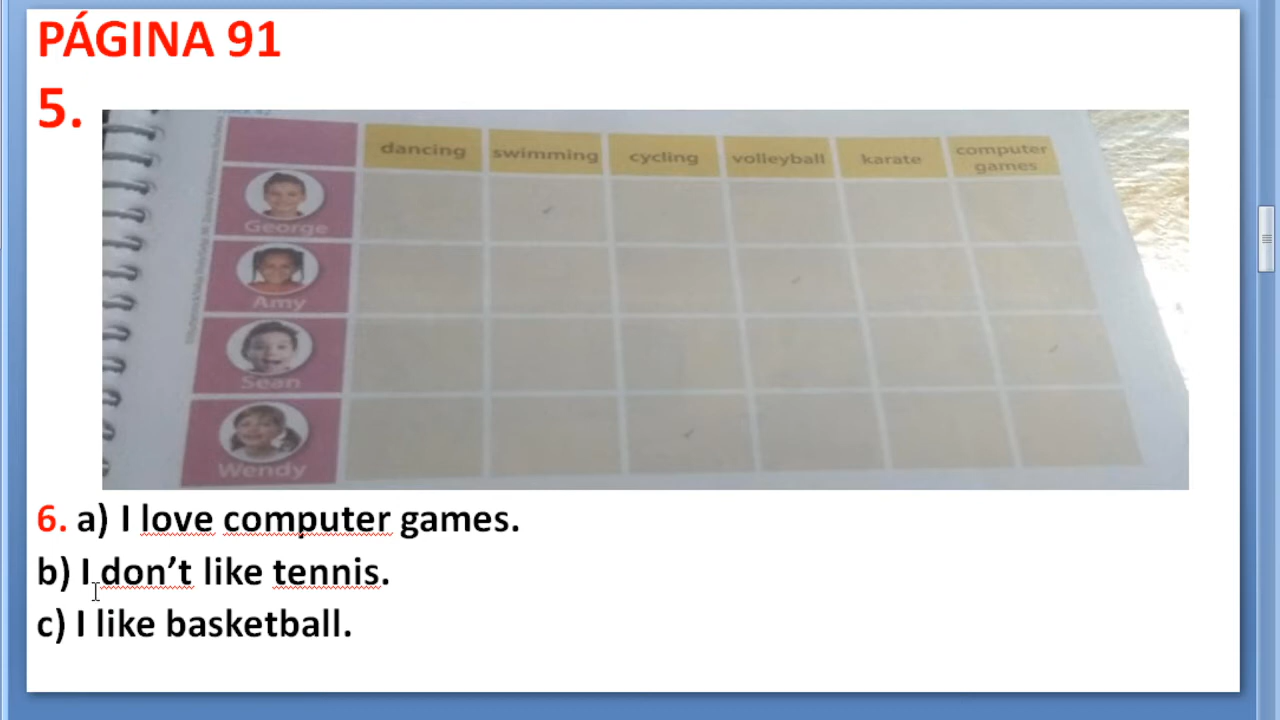 PÁGINA 91
5.
dancing swimming cycling volleyball karate computer games
George
Amy
Sean
Wendy
6. a) I love computer games.
b) I don’t like tennis.
c) I like basketball.